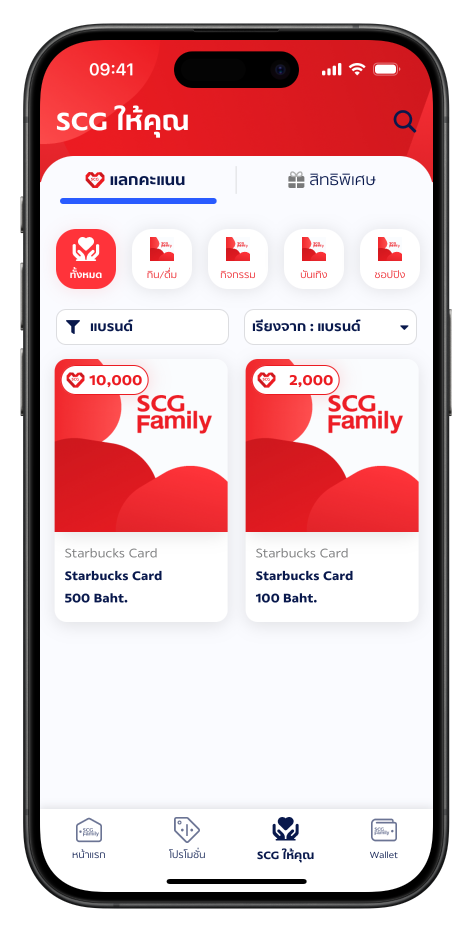 09:41
SCG ให้คุณ
แลกคะแนน
สิทธิพิเศษ
ทั้งหมด
กิน/ดื่ม
กิจกรรม
บันเทิง
ชอปปิง
แบรนด์
เรียงจาก : แบรนด์
10,000
SCG
Family
2,000
SCG
Family
Starbucks Card
Starbucks Card
500 Baht.
Starbucks Card
Starbucks Card
100 Baht.
หน้าแรก
โปรโมชั่น
SCG ให้คุณ
Wallet